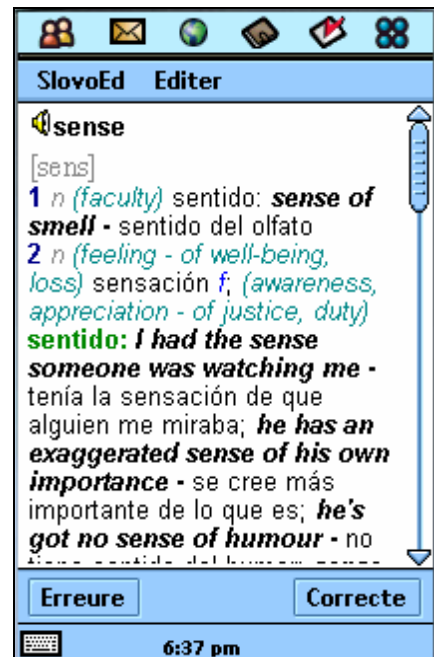 SlovoEd Editer
sense
[sens]
1 n (faculty) sentido: sense of
smell - sentido del olfato
2 n (feeling - of well-being,
loss) sensación f; (awareness,
appreciation - of justice, duty)
sentido: I had the sense
someone was watching me -
tenía la sensación de que
alguien me miraba; he has an
exaggerated sense of his own
importance - se cree más
importante de lo que es; he's
got no sense of humour - no
Erreure Correcte
6:37 pm